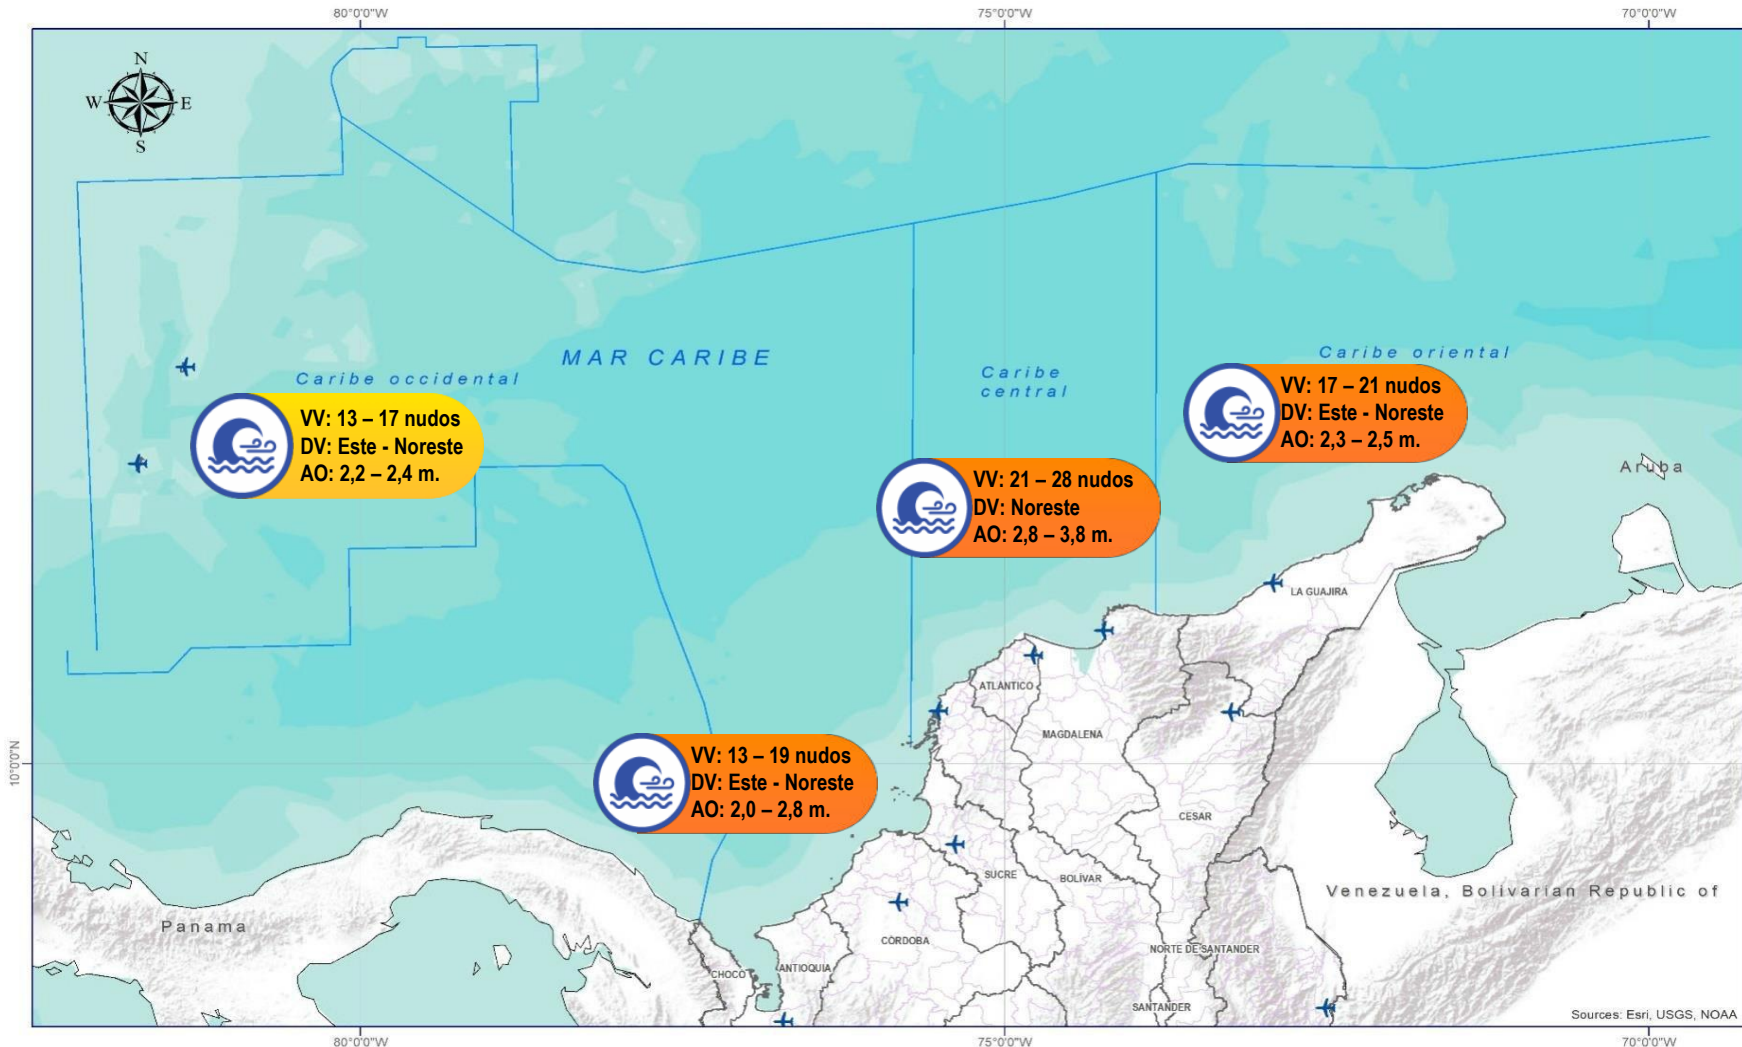 80°0'0"W
75°0'0"W
70°0'0"W
N
W
E
S
MAR CARIBE
Caribe occidental
Caribe
central
Caribe oriental
VV: 13 – 17 nudos
DV: Este - Noreste
AO: 2,2 – 2,4 m.
VV: 17 – 21 nudos
DV: Este - Noreste
AO: 2,3 – 2,5 m.
VV: 21 – 28 nudos
DV: Noreste
AO: 2,8 – 3,8 m.
Aruba
LA GUAJIRA
ATLÁNTICO
MAGDALENA
10°0'0"N
VV: 13 – 19 nudos
DV: Este - Noreste
AO: 2,0 – 2,8 m.
CESAR
SUCRE
BOLÍVAR
Venezuela, Bolivarian Republic of
Panama
CÓRDOBA
NORTE DE SANTANDER
CHOCO
ANTIOQUIA
SANTANDER
Sources: Esri, USGS, NOAA
80°0'0"W
75°0'0"W
70°0'0"W